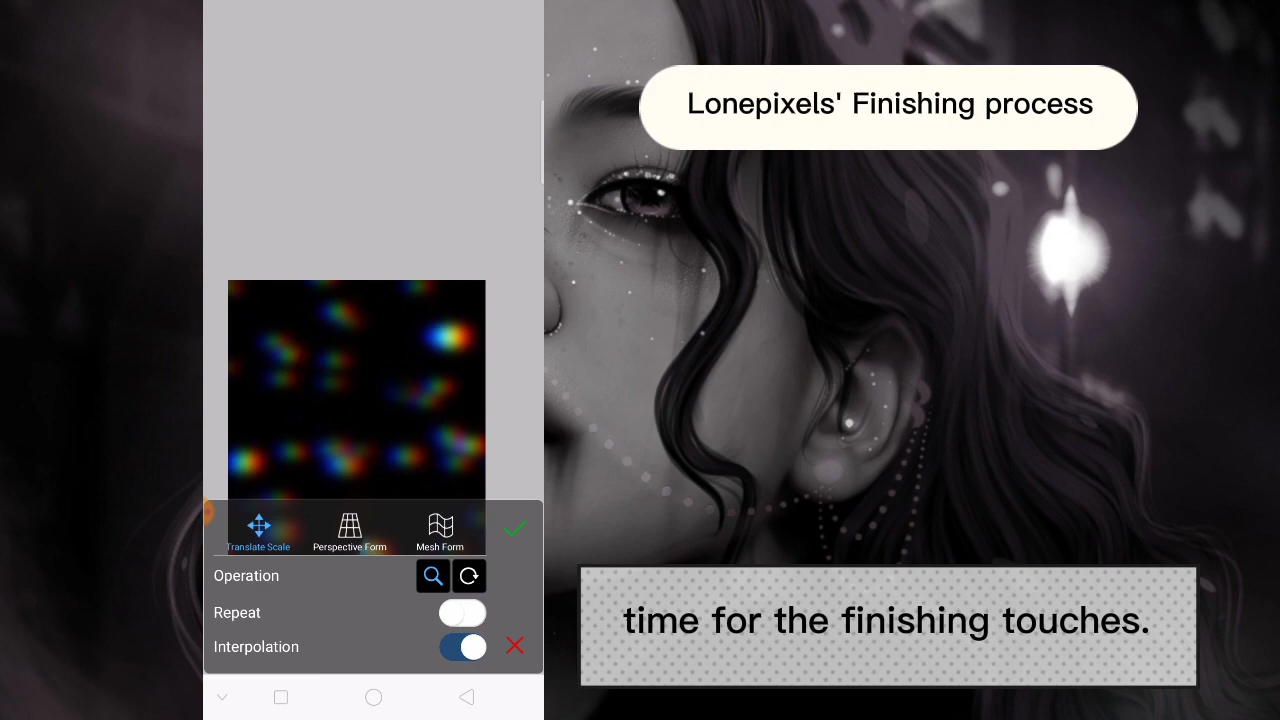 Lonepixels' Finishing process
Translate Scale
Perspective Form
Mesh Form
Operation
Repeat
Interpolation
time for the finishing touches.